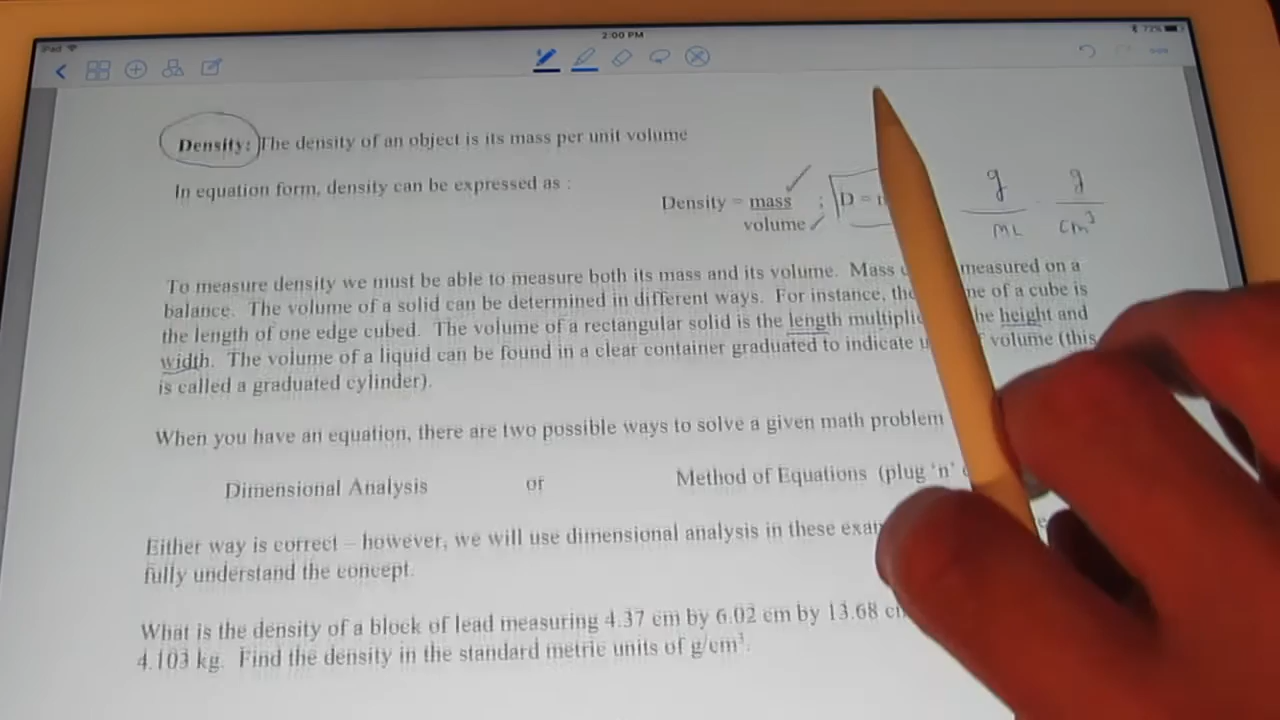 iPad
2:00 PM
72%
Density: The density of an object is its mass per unit volume
In equation form, density can be expressed as :
Density = mass
volume
; D =
g
mL
g
cm³
To measure density we must be able to measure both its mass and its volume. Mass measured on a
balance. The volume of a solid can be determined in different ways. For instance, the of a cube is
the length of one edge cubed. The volume of a rectangular solid is the length height and
width. The volume of a liquid can be found in a clear container graduated to indicate volume (this
is called a graduated cylinder).
When you have an equation, there are two possible ways to solve a given math problem
Dimensional Analysis or Method of Equations (plug 'n'
Either way is correct – however, we will use dimensional analysis in these
fully understand the concept.
What is the density of a block of lead measuring 4.37 cm by 6.02 cm by 13.68
4.103 kg. Find the density in the standard metric units of g/cm³.